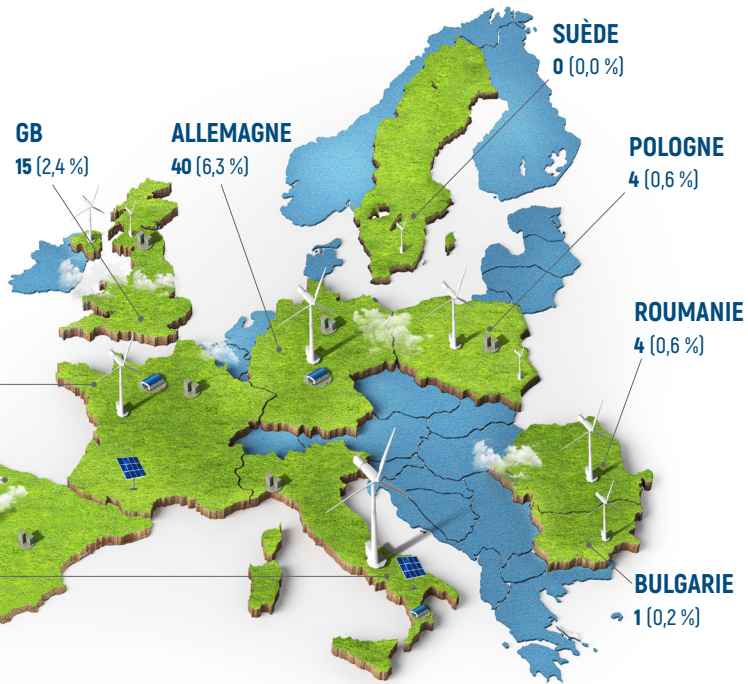 SUÈDE
0 (0,0 %)
GB
15 (2,4 %)
ALLEMAGNE
40 (6,3 %)
POLOGNE
4 (0,6 %)
ROUMANIE
4 (0,6 %)
BULGARIE
1 (0,2 %)